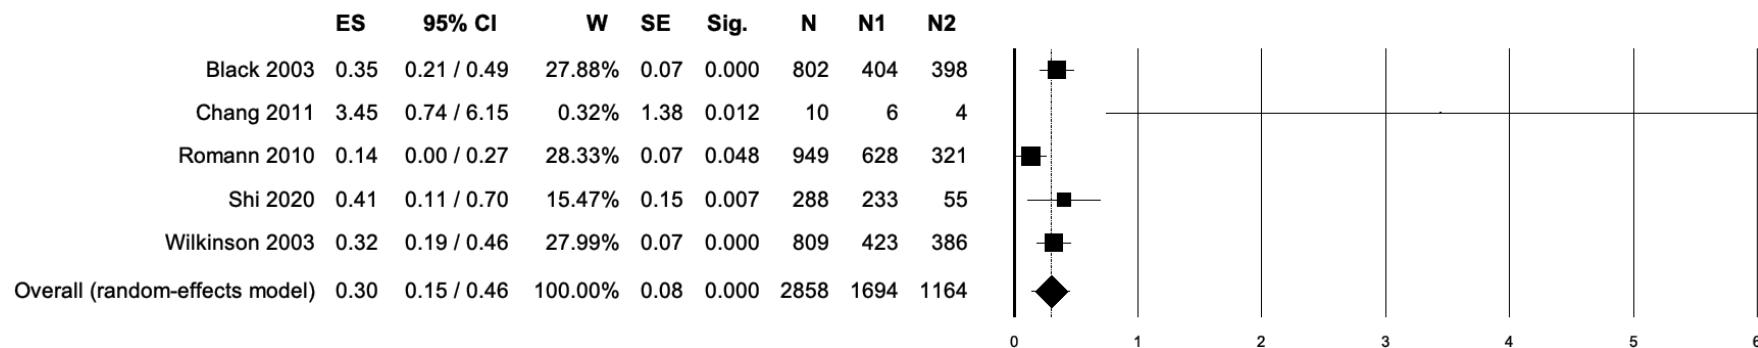 ES 95% CI W SE Sig. N N1 N2
Black 2003 0.35 0.21 / 0.49 27.88% 0.07 0.000 802 404 398
Chang 2011 3.45 0.74 / 6.15 0.32% 1.38 0.012 10 6 4
Romann 2010 0.14 0.00 / 0.27 28.33% 0.07 0.048 949 628 321
Shi 2020 0.41 0.11 / 0.70 15.47% 0.15 0.007 288 233 55
Wilkinson 2003 0.32 0.19 / 0.46 27.99% 0.07 0.000 809 423 386
Overall (random-effects model) 0.30 0.15 / 0.46 100.00% 0.08 0.000 2858 1694 1164
0 1 2 3 4 5 6